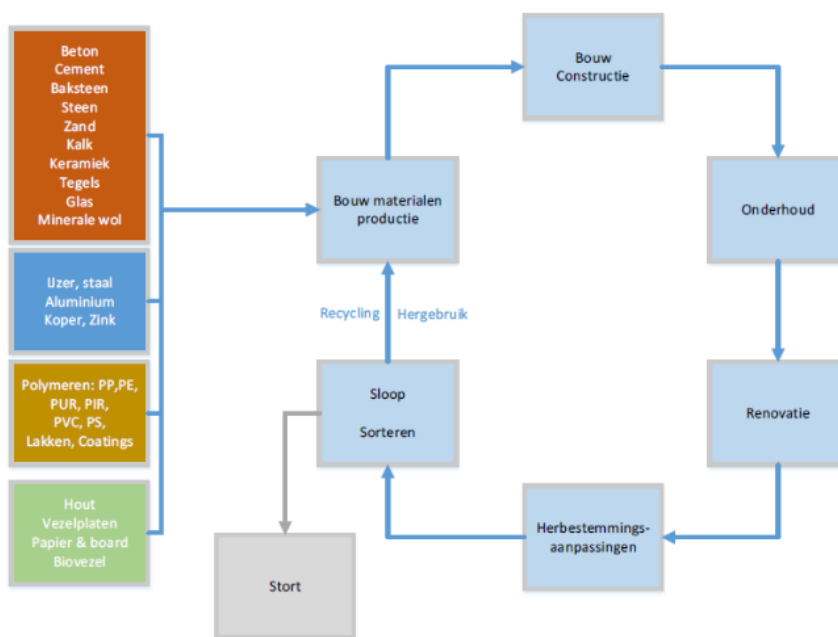 Beton
Cement
Baksteen
Steen
Zand
Kalk
Keramiek
Tegels
Glas
Minerale wol
IJzer, staal
Aluminium
Koper, Zink
Polymeren: PP,PE,
PUR, PIR,
PVC, PS,
Lakken, Coatings
Hout
Vezelplaten
Papier & board
Biovezel
Bouw materialen
productie
Bouw
Constructie
Onderhoud
Renovatie
Herbestemmings-
aanpassingen
Sloop
Sorteren
Recycling
Hergebruik
Stort